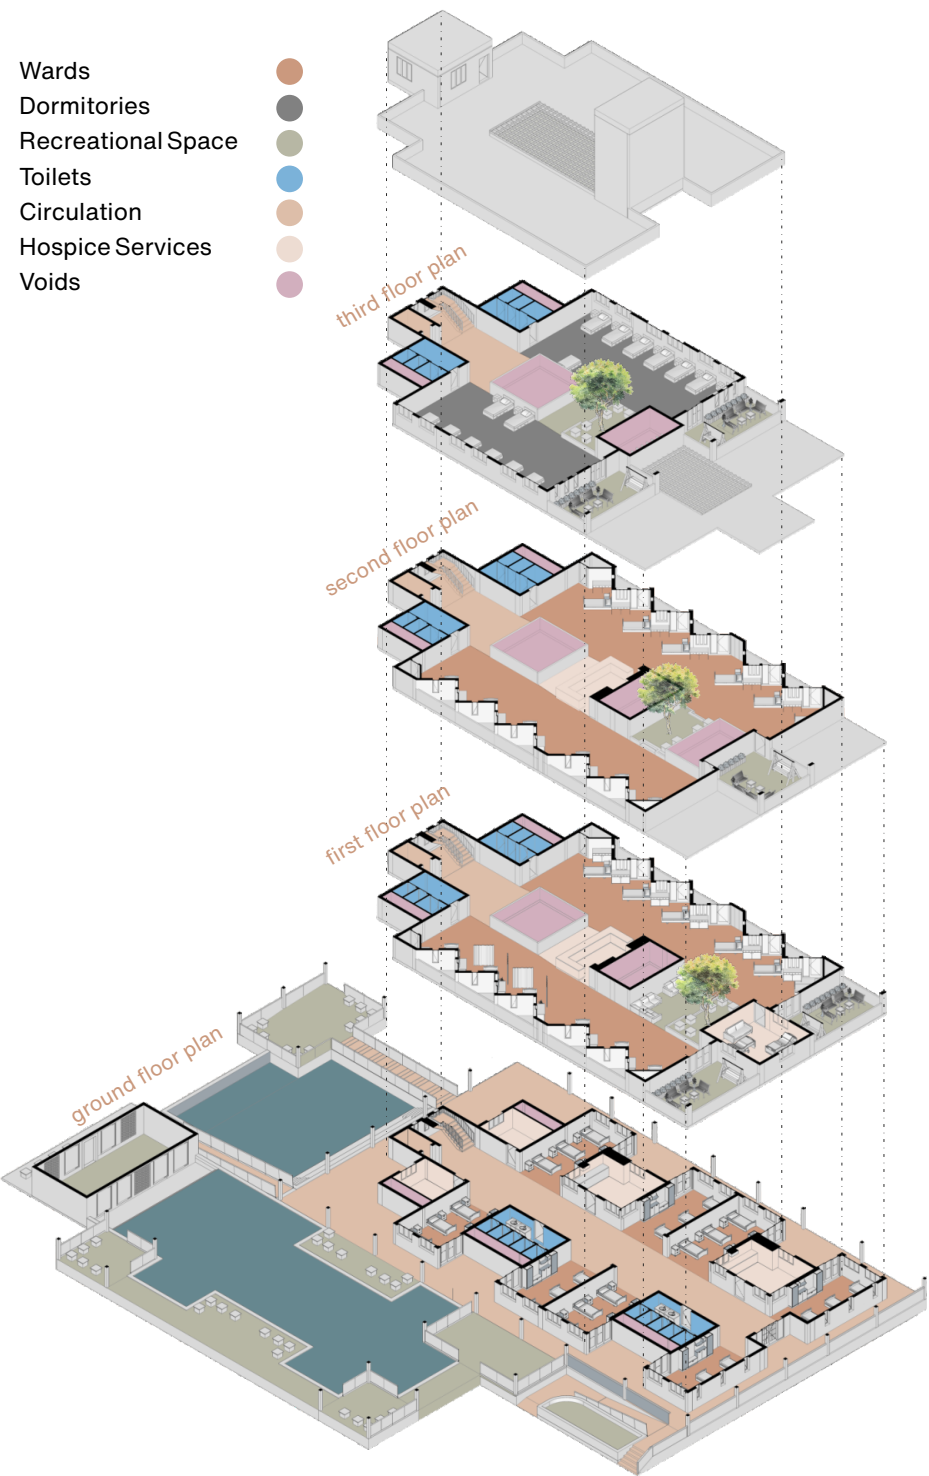 Wards
Dormitories
Recreational Space
Toilets
Circulation
Hospice Services
Voids
third floor plan
second floor plan
first floor plan
ground floor plan